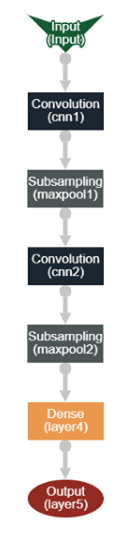 Input
(Input)
Convolution
(cnn1)
Subsampling
(maxpool1)
Convolution
(cnn2)
Subsampling
(maxpool2)
Dense
(layer4)
Output
(layer5)